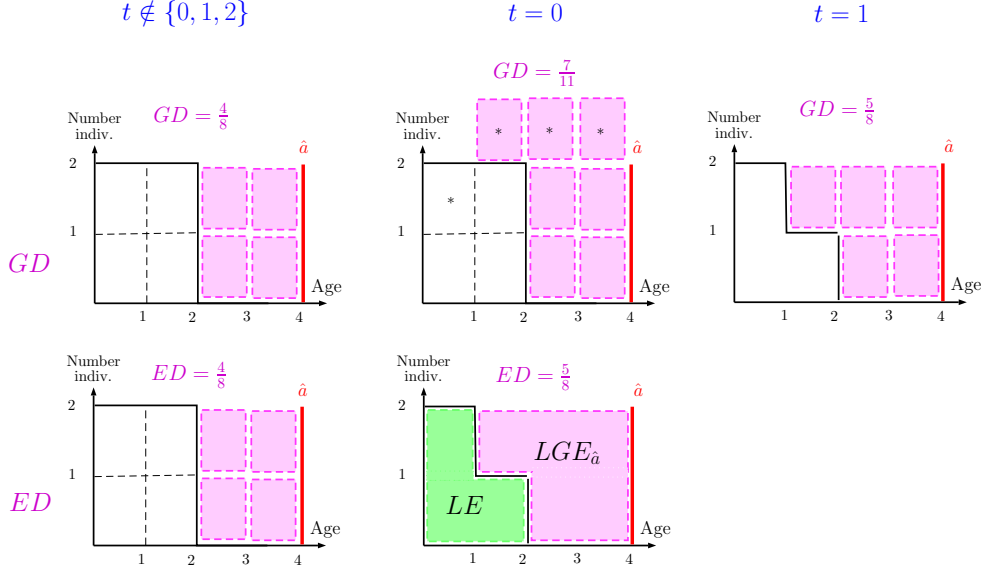 t ∉ {0, 1, 2}
t = 0
t = 1
GD = 4/8
GD = 7/11
GD = 5/8
Number
indiv.
â
2
1
Age
1
2
3
4
Number
indiv.
* * *
â
2
*
1
Age
1
2
3
4
Number
indiv.
â
2
1
Age
1
2
3
4
GD
ED = 4/8
ED = 5/8
Number
indiv.
â
2
1
Age
1
2
3
4
Number
indiv.
â
2
LGE_â
1
LE
Age
1
2
3
4
ED